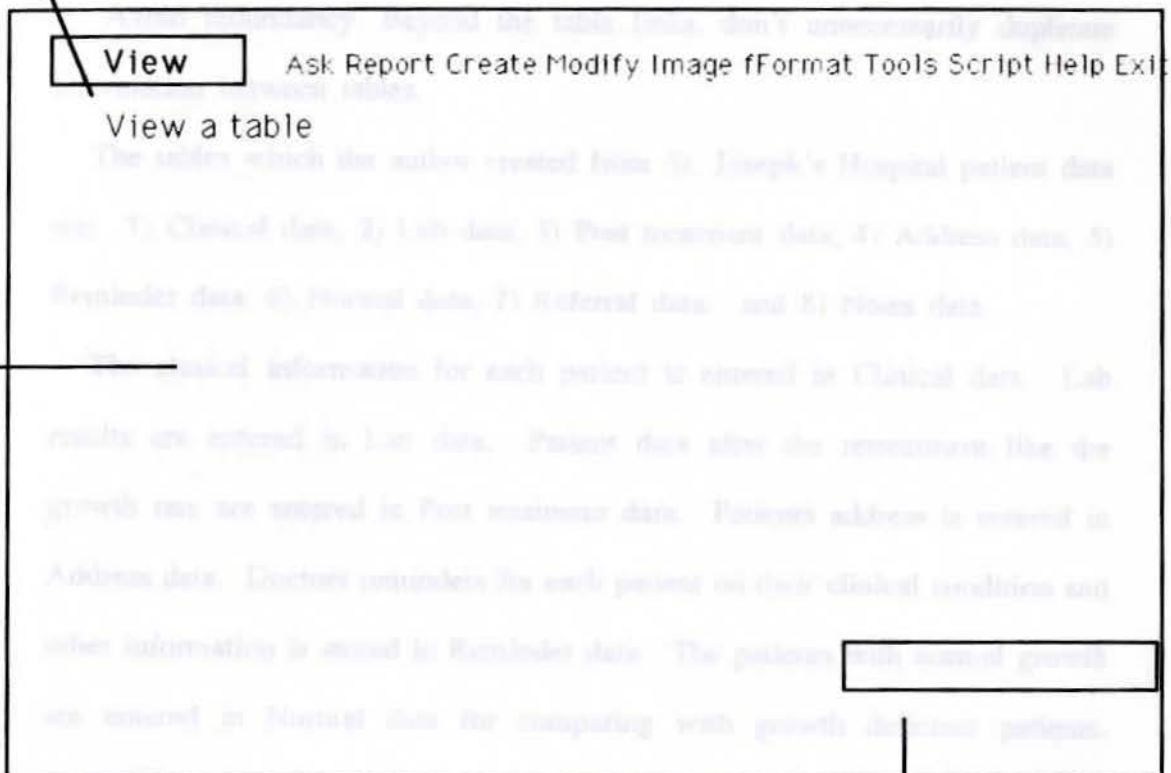 Avoid redundancy. Beyond the table links, don't unnecessarily duplicate
View Ask Report Create Modify Image fFormat Tools Script Help Exit
between tables.
View a table
The tables which the author created from St. Joseph's Hospital patient data
are: 1) Clinical data, 2) Lab data, 3) Post treatment data, 4) Address data, 5)
Reminder data, 6) Normal data, 7) Referral data and 8) Notes data
The clinical information for each patient is entered in Clinical data. Lab
results are entered in Lab data. Patient data after the like the
growth rate are entered in Post treatment data. Patients address is entered in
Address data. Doctors reminders for each patient on their clinical condition and
other information is stored in Reminder data. The patients with normal growth
are entered in Normal data for comparing with growth deficient patients.